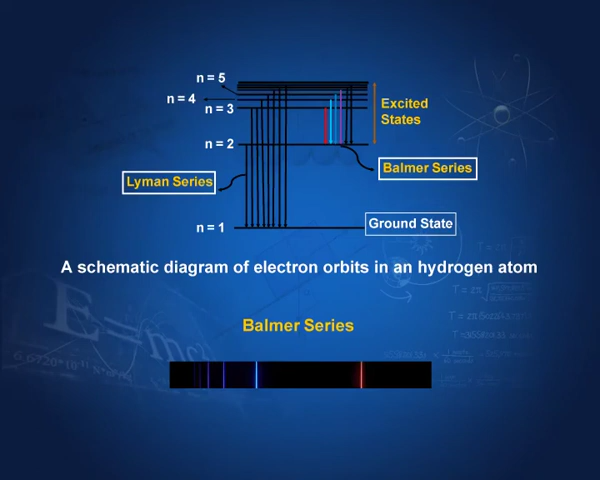 n = 5
n = 4
n = 3
Excited
States
n = 2
Balmer Series
Lyman Series
n = 1
Ground State
A schematic diagram of electron orbits in an hydrogen atom
Balmer Series
E=mc²